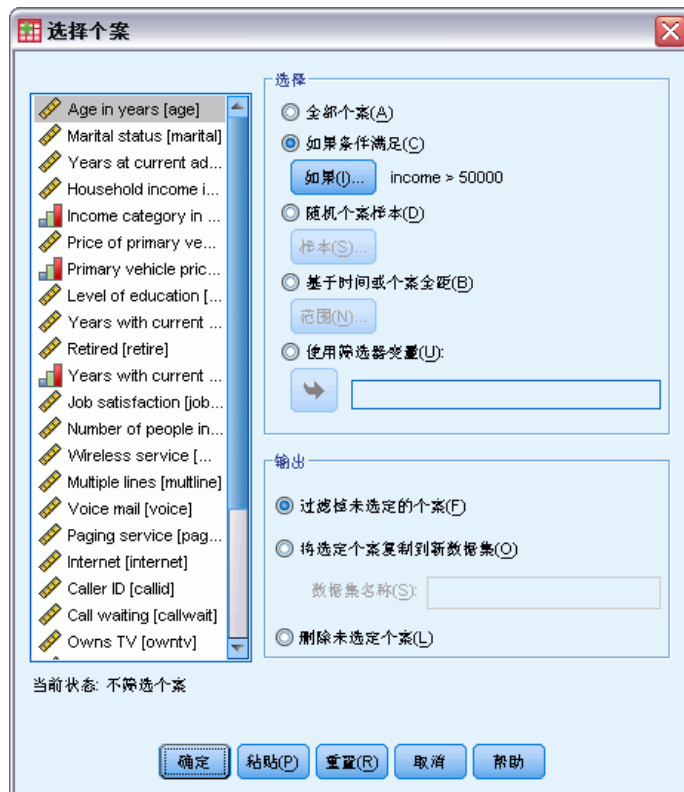 选择个案
Age in years [age]
Marital status [marital]
Years at current ad...
Household income i...
Income category in ...
Price of primary ve...
Primary vehicle pric...
Level of education [...
Years with current ...
Retired [retire]
Years with current ...
Job satisfaction [job...
Number of people in...
Wireless service [...
Multiple lines [multline]
Voice mail [voice]
Paging service [pag...
Internet [internet]
Caller ID [callid]
Call waiting [callwait]
Owns TV [owntv]
当前状态: 不筛选个案
选择
全部个案(A)
如果条件满足(C)
如果(I)... income > 50000
随机个案样本(D)
样本(S)...
基于时间或个案全距(B)
范围(N)...
使用筛选器变量(U):
输出
过滤掉未选定的个案(F)
将选定个案复制到新数据集(O)
数据集名称(S):
删除未选定个案(L)
确定 粘贴(P) 重置(R) 取消 帮助